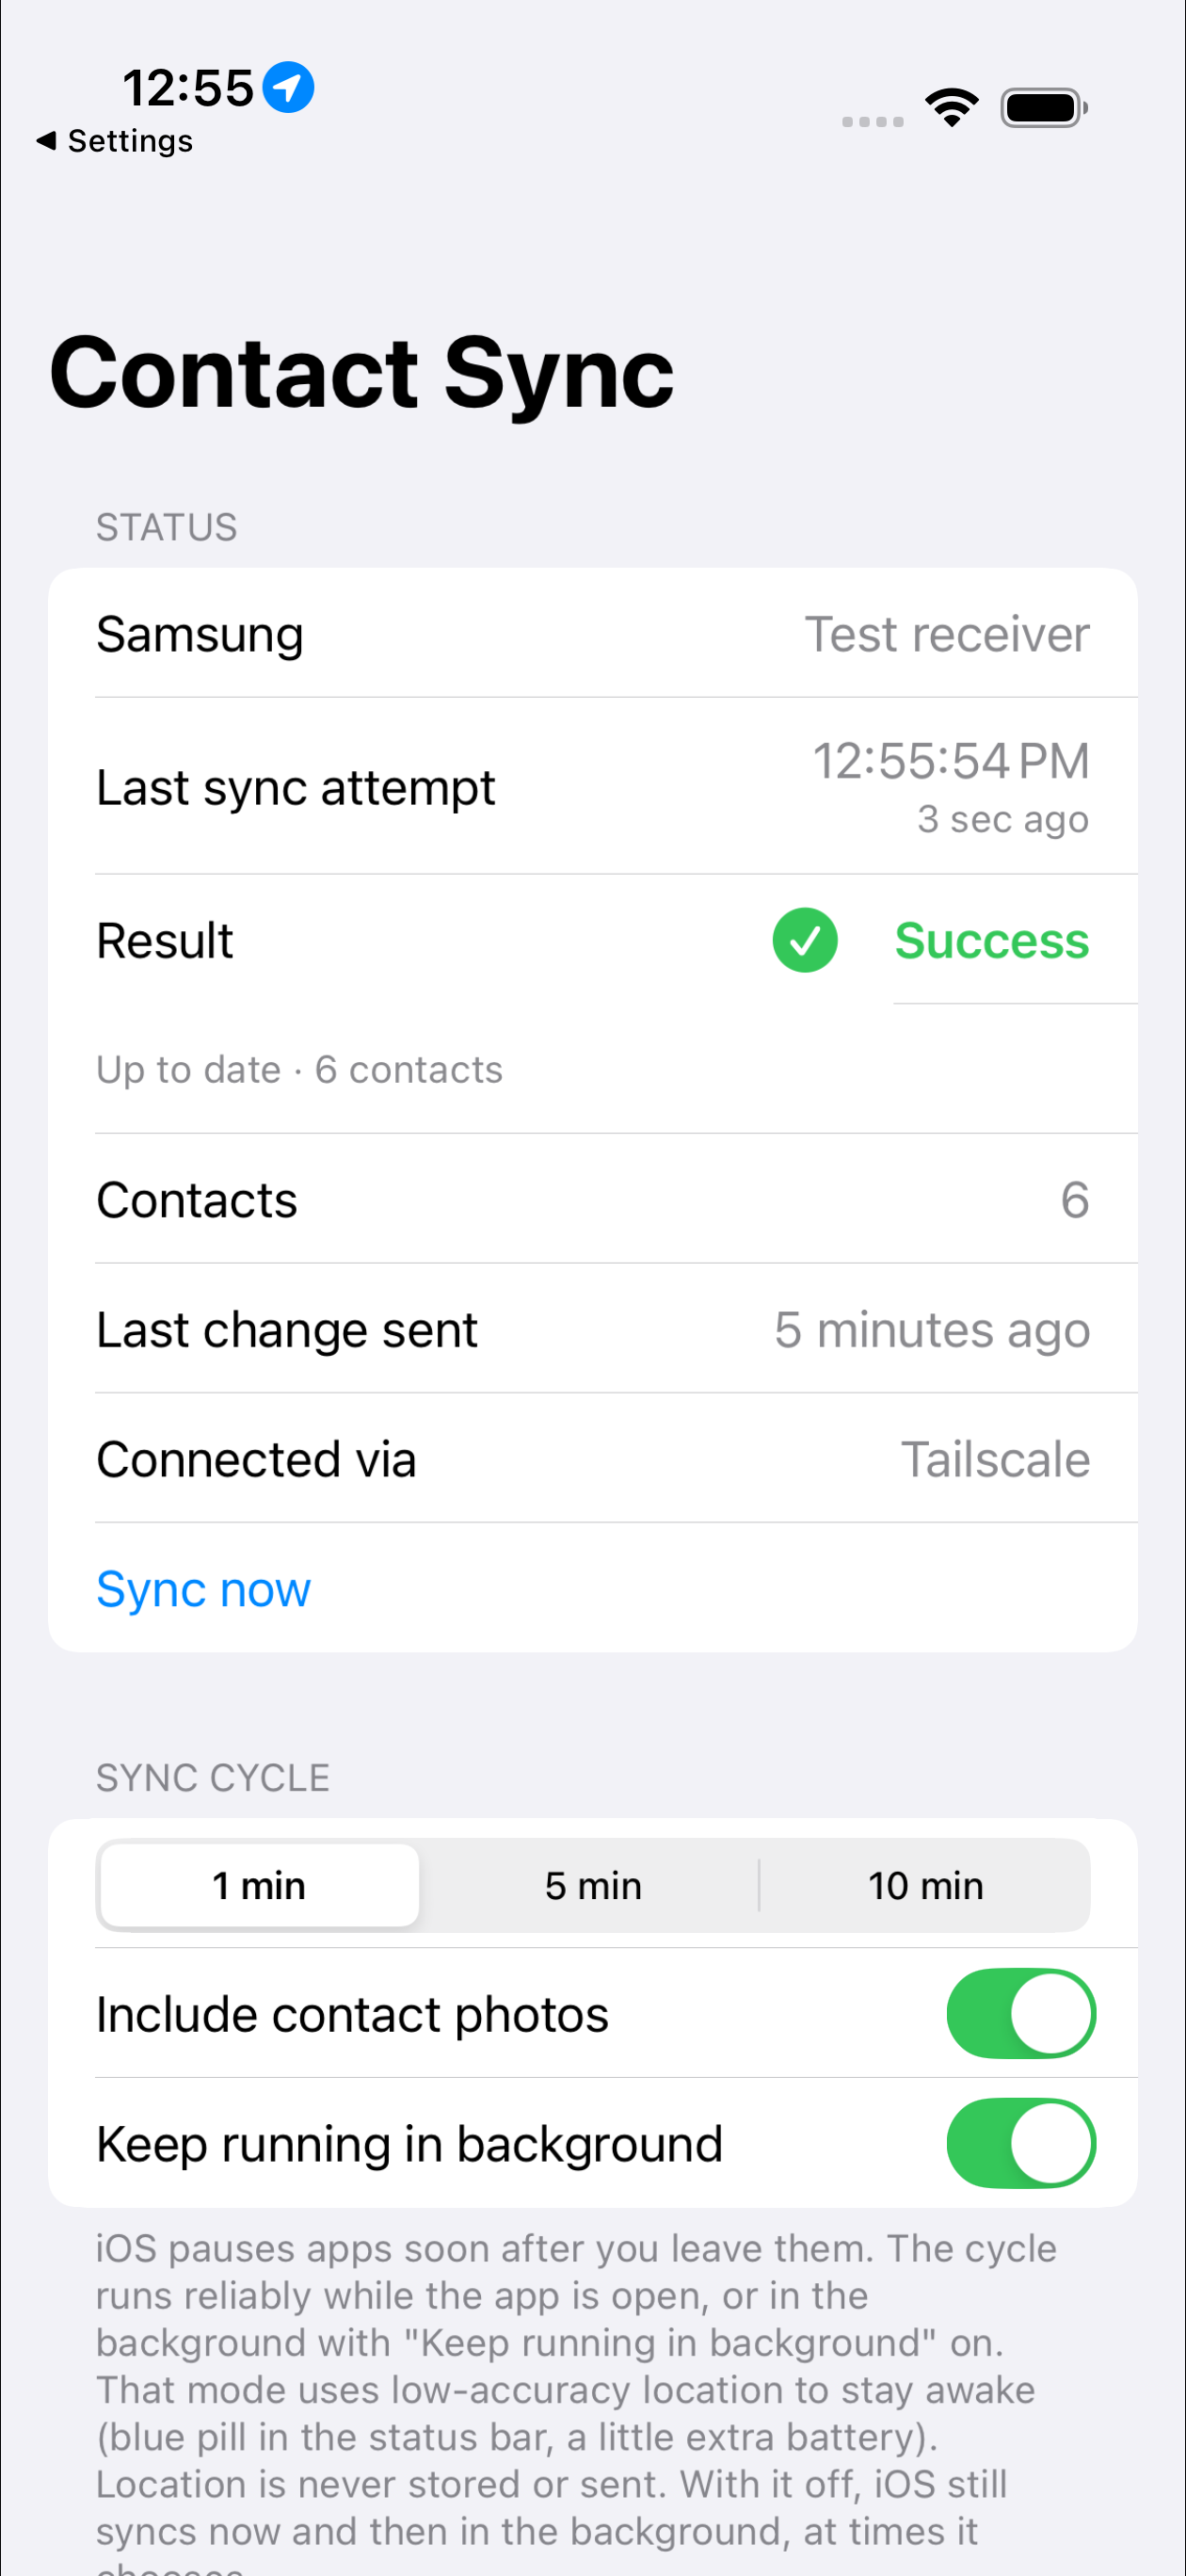 12:55
Settings
Contact Sync
STATUS
Samsung
Test receiver
Last sync attempt
12:55:54 PM
3 sec ago
Result
Success
Up to date · 6 contacts
Contacts
6
Last change sent
5 minutes ago
Connected via
Tailscale
Sync now
SYNC CYCLE
1 min
5 min
10 min
Include contact photos
Keep running in background
iOS pauses apps soon after you leave them. The cycle
runs reliably while the app is open, or in the
background with "Keep running in background" on.
That mode uses low-accuracy location to stay awake
(blue pill in the status bar, a little extra battery).
Location is never stored or sent. With it off, iOS still
syncs now and then in the background, at times it